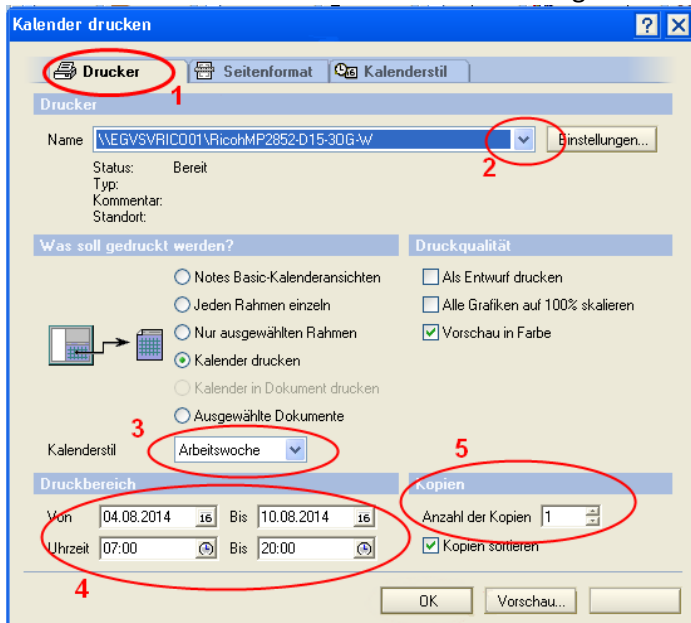 Kalender drucken
Drucker
Seitenformat
Kalenderstil
1
Drucker
Name \\EGVSVRICO01\RicohMP2852-D15-3OG-W Einstellungen...
2
Status: Bereit
Typ:
Kommentar:
Standort:
Was soll gedruckt werden?
Notes Basic-Kalenderansichten
Jeden Rahmen einzeln
Nur ausgewählten Rahmen
Kalender drucken
Kalender in Dokument drucken
Ausgewählte Dokumente
3
Kalenderstil Arbeitswoche
Druckqualität
Als Entwurf drucken
Alle Grafiken auf 100% skalieren
Vorschau in Farbe
Druckbereich
Von 04.08.2014 16 Bis 10.08.2014 16
Uhrzeit 07:00 Bis 20:00
4
5
Kopien
Anzahl der Kopien 1
Kopien sortieren
OK Vorschau...